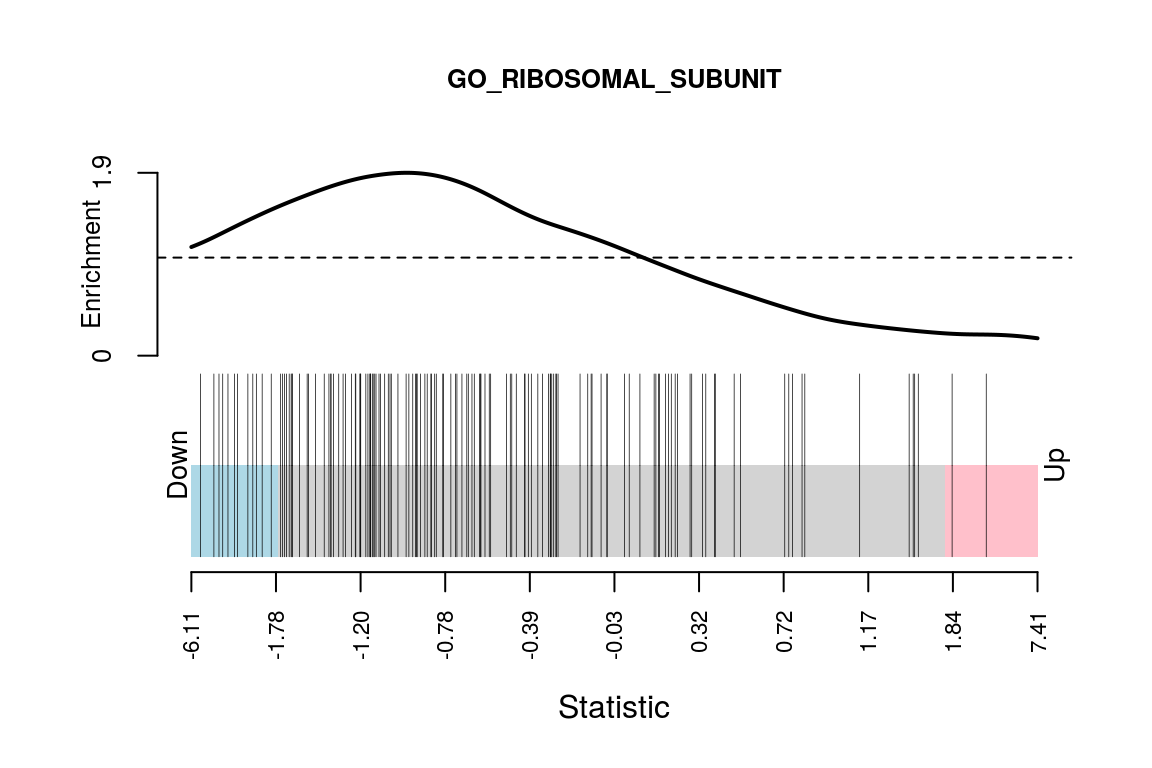 GO_RIBOSOMAL_SUBUNIT
Enrichment
0 1.9
Down
Up
-6.11 -1.78 -1.20 -0.78 -0.39 -0.03 0.32 0.72 1.17 1.84 7.41
Statistic